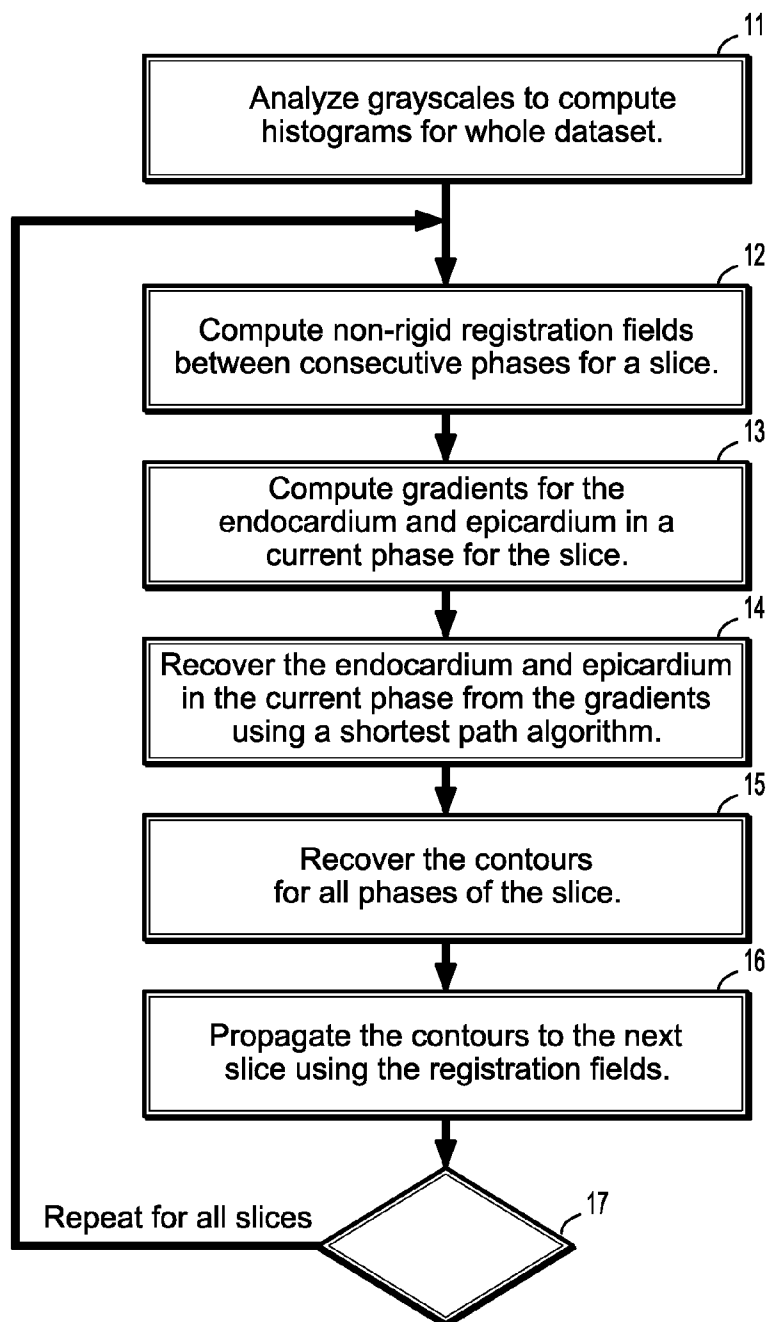 11
Analyze grayscales to compute
histograms for whole dataset.
12
Compute non-rigid registration fields
between consecutive phases for a slice.
13
Compute gradients for the
endocardium and epicardium in a
current phase for the slice.
14
Recover the endocardium and epicardium
in the current phase from the gradients
using a shortest path algorithm.
15
Recover the contours
for all phases of the slice.
16
Propagate the contours to the next
slice using the registration fields.
Repeat for all slices
17